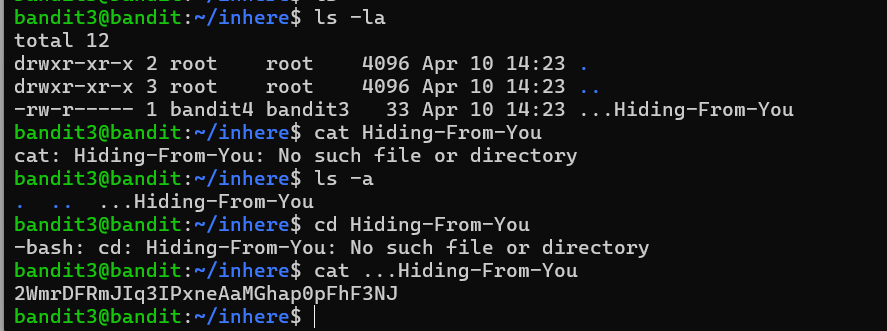 bandit3@bandit:~/inhere$ ls -la
total 12
drwxr-xr-x 2 root    root    4096 Apr 10 14:23 .
drwxr-xr-x 3 root    root    4096 Apr 10 14:23 ..
-rw-r----- 1 bandit4 bandit3   33 Apr 10 14:23 ...Hiding-From-You
bandit3@bandit:~/inhere$ cat Hiding-From-You
cat: Hiding-From-You: No such file or directory
bandit3@bandit:~/inhere$ ls -a
.  ..  ...Hiding-From-You
bandit3@bandit:~/inhere$ cd Hiding-From-You
-bash: cd: Hiding-From-You: No such file or directory
bandit3@bandit:~/inhere$ cat ...Hiding-From-You
2WmrDFRmJIq3IPxneAaMGhap0pFhF3NJ
bandit3@bandit:~/inhere$